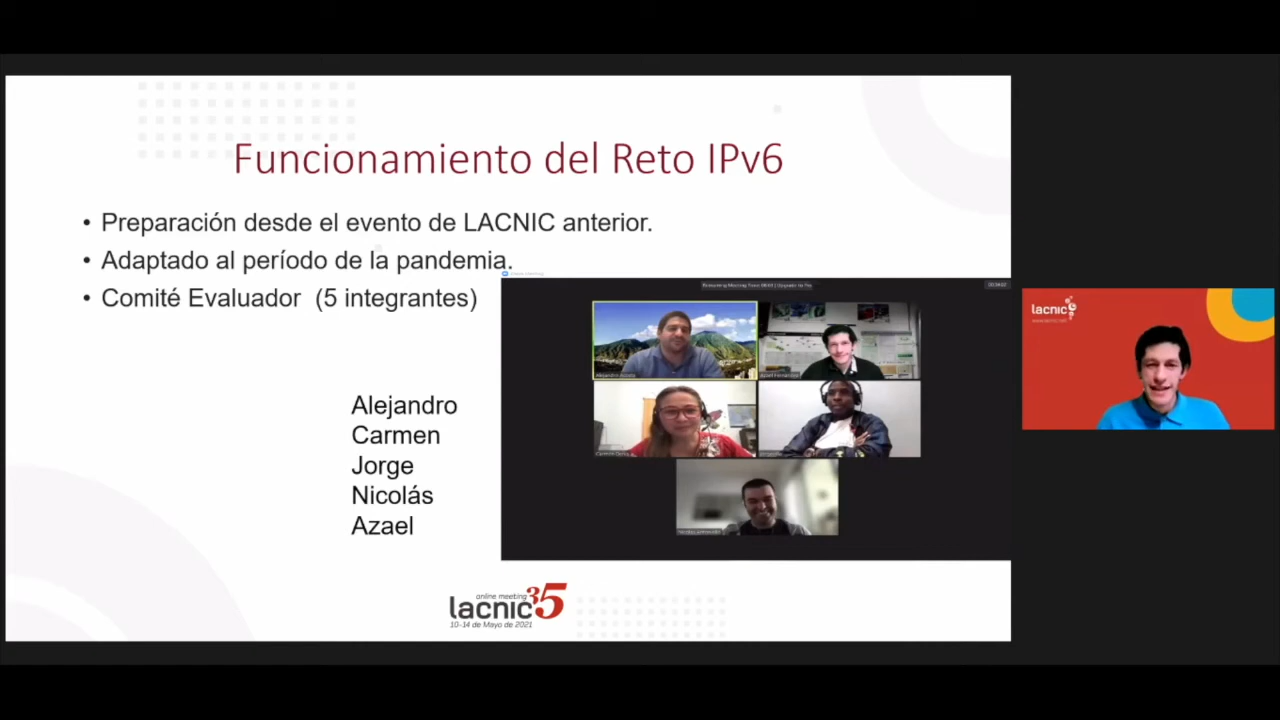 Funcionamiento del Reto IPv6
• Preparación desde el evento de LACNIC anterior.
• Adaptado al período de la pandemia.
• Comité Evaluador (5 integrantes)
Alejandro
Carmen
Jorge
Nicolás
Azael
online meeting
lacnic 35
10-14 de Mayo de 2021
lacnic